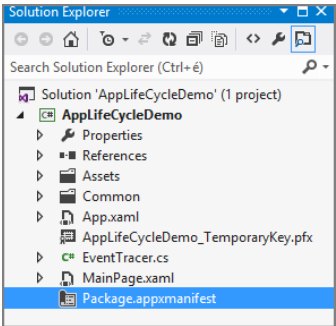 Solution Explorer
Search Solution Explorer (Ctrl+é)
Solution 'AppLifeCycleDemo' (1 project)
C# AppLifeCycleDemo
Properties
References
Assets
Common
App.xaml
AppLifeCycleDemo_TemporaryKey.pfx
C# EventTracer.cs
MainPage.xaml
Package.appxmanifest